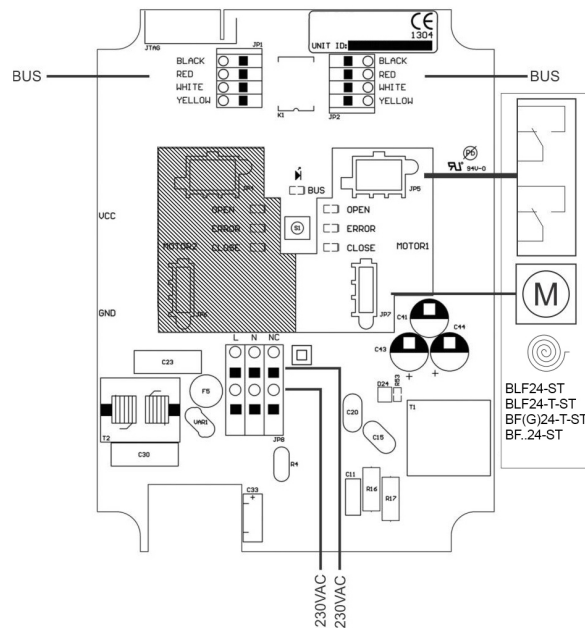 CE
1304
UNIT ID:
JTAG
JP1
BUS
BLACK
RED
WHITE
YELLOW
K1
BLACK
RED
WHITE
YELLOW
JP2
BUS
Pb
94V-0
JP4
JP5
BUS
VCC
OPEN
ERROR
CLOSE
MOTOR2
S1
OPEN
ERROR
CLOSE
MOTOR1
GND
JP6
JP7
M
C41
C44
C43
L N NC
C23
F5
T2
VAR1
C30
JP8
R4
C33
D24
R53
C20
C15
T1
C11
R16
R17
BLF24-ST
BLF24-T-ST
BF(G)24-T-ST
BF..24-ST
230VAC
230VAC